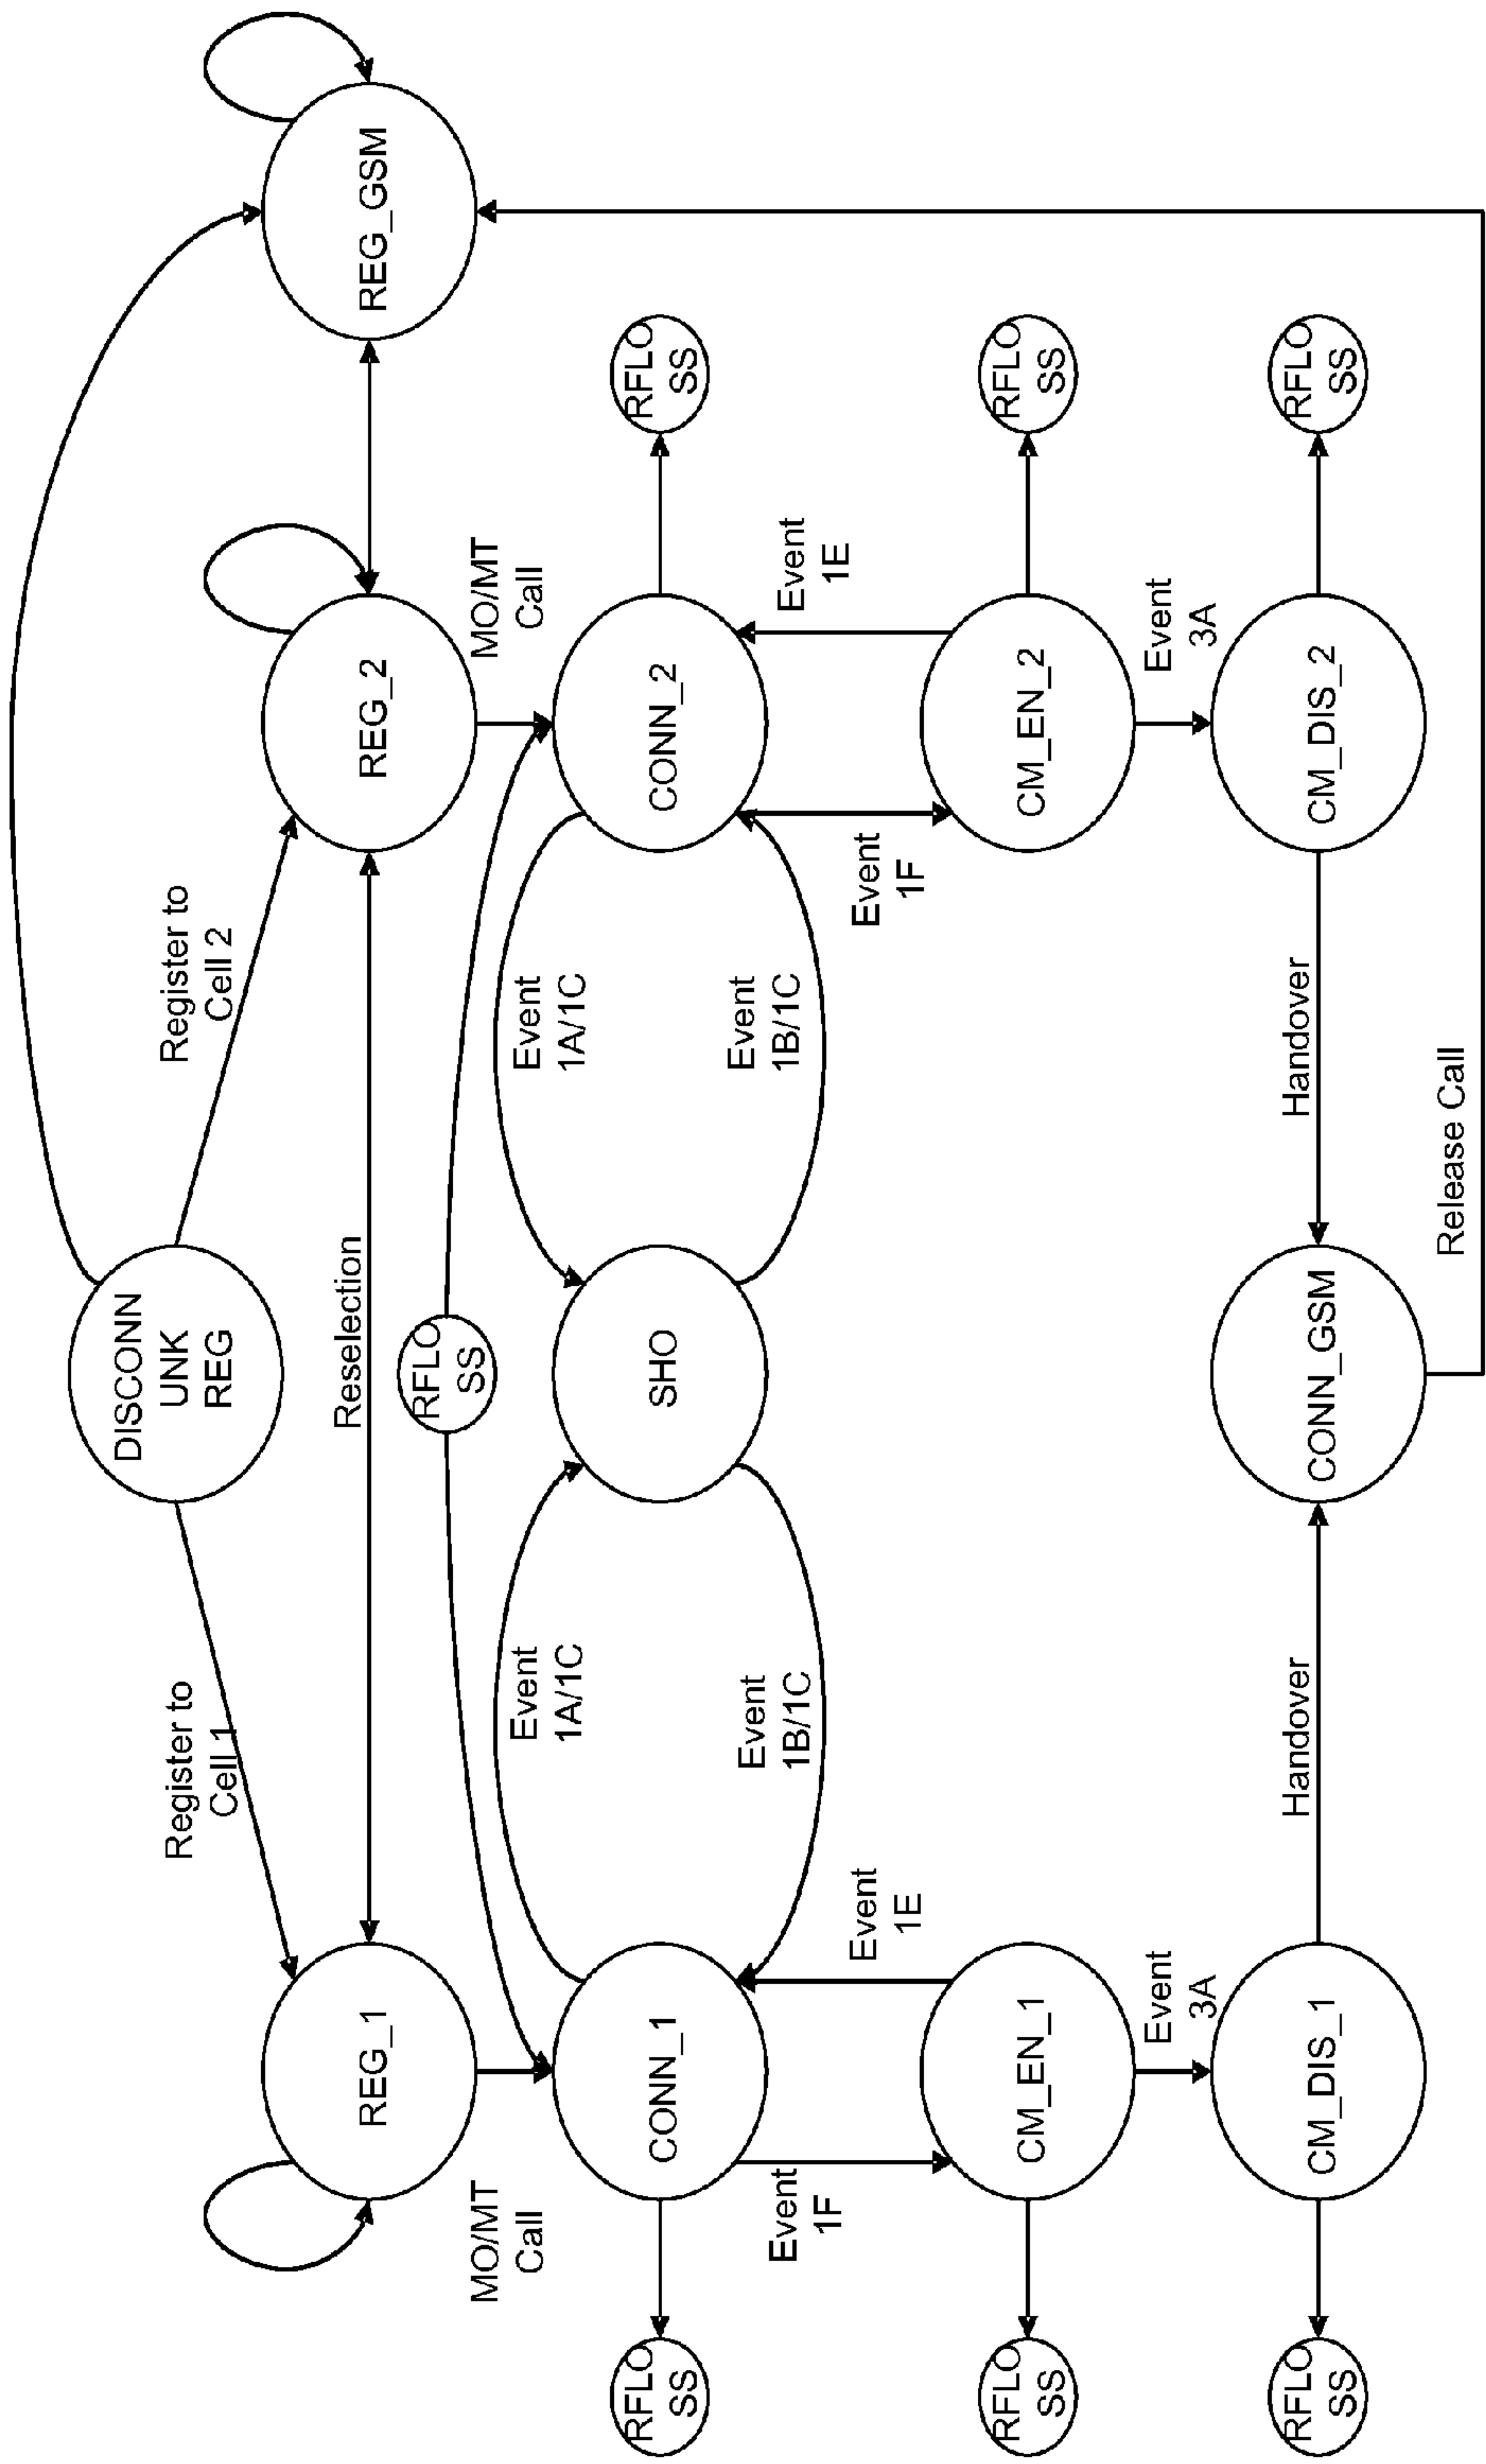 DISCONN
UNK
REG
Register to
Cell 1
Register to
Cell 2
REG_1
Reselection
REG_2
REG_GSM
MO/MT
Call
RFLO
SS
MO/MT
Call
RFLO
SS
CONN_1
Event
1A/1C
Event
1B/1C
SHO
Event
1A/1C
Event
1B/1C
CONN_2
RFLO
SS
Event
1F
Event
1E
Event
1F
Event
1E
RFLO
SS
CM_EN_1
CM_EN_2
RFLO
SS
Event
3A
Event
3A
RFLO
SS
CM_DIS_1
Handover
CONN_GSM
Handover
CM_DIS_2
RFLO
SS
Release Call